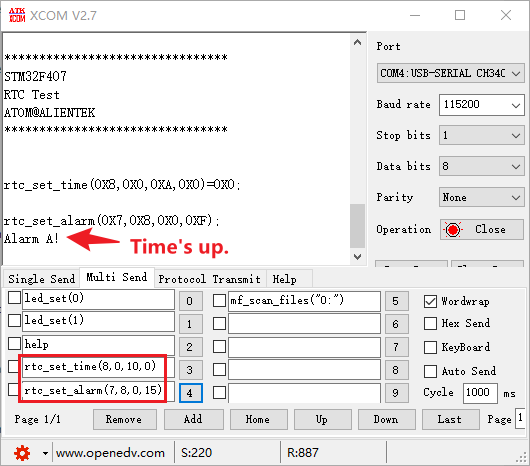 ATK
XCOM
XCOM V2.7
*******************************
STM32F407
RTC Test
ATOM@ALIENTEK
*******************************
rtc_set_time(0X8,0X0,0XA,0X0)=0X0;
rtc_set_alarm(0X7,0X8,0X0,0XF);
Alarm A!
Time's up.
Port
COM4:USB-SERIAL CH340
Baud rate 115200
Stop bits 1
Data bits 8
Parity None
Operation Close
Single Send Multi Send Protocol Transmit Help
led_set(0) 0 mf_scan_files("0:") 5 Wordwrap
led_set(1) 1 6 Hex Send
help 2 7 KeyBoard
rtc_set_time(8,0,10,0) 3 8 Auto Send
rtc_set_alarm(7,8,0,15) 4 9 Cycle 1000 ms
Page 1/1 Remove Add Home Up Down Last Page 1
www.openedv.com S:220 R:887